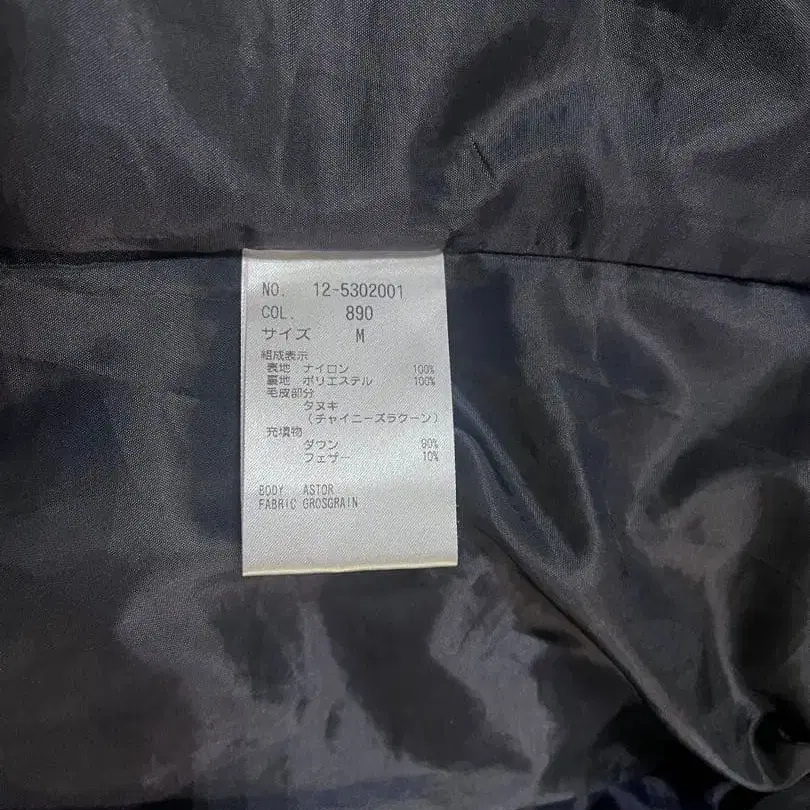 NO. 12-5302001
COL. 890
サイズ M
組成表示
表地 ナイロン 100%
裏地 ポリエステル 100%
毛皮部分
タヌキ
(チャイニーズラクーン)
充填物
ダウン 90%
フェザー 10%
BODY ASTOR
FABRIC GROSGRAIN